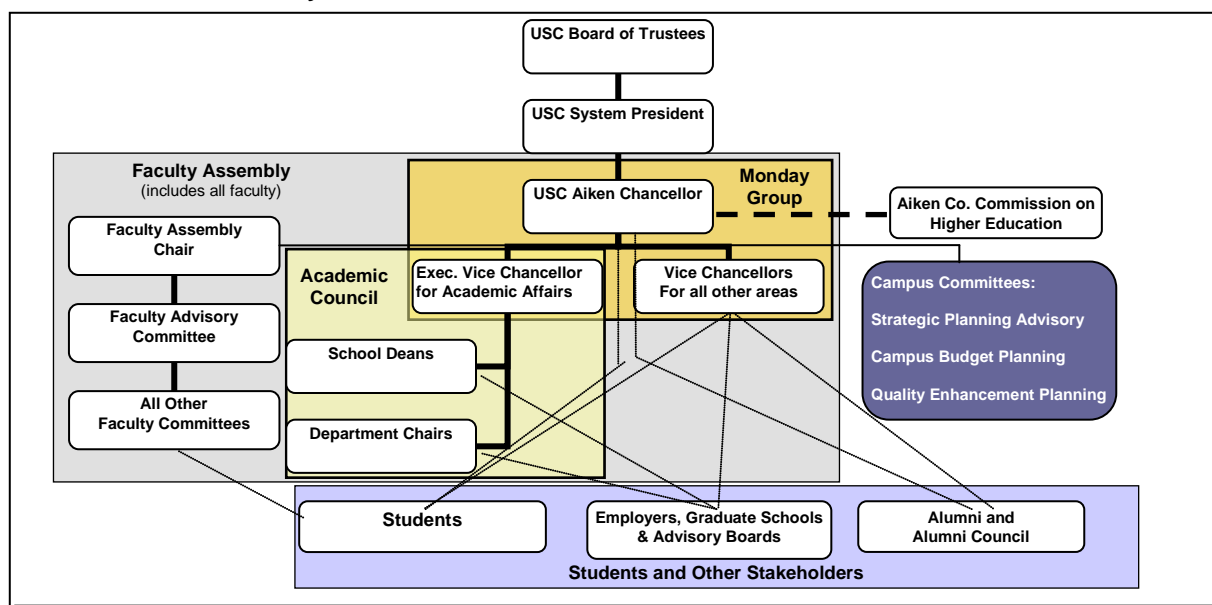 USC Board of Trustees
USC System President
Faculty Assembly
(includes all faculty)
Monday
Group
USC Aiken Chancellor
Aiken Co. Commission on
Higher Education
Faculty Assembly
Chair
Academic
Council
Exec. Vice Chancellor
for Academic Affairs
Vice Chancellors
For all other areas
Campus Committees:
Strategic Planning Advisory
Campus Budget Planning
Quality Enhancement Planning
Faculty Advisory
Committee
School Deans
All Other
Faculty Committees
Department Chairs
Students
Employers, Graduate Schools
& Advisory Boards
Alumni and
Alumni Council
Students and Other Stakeholders